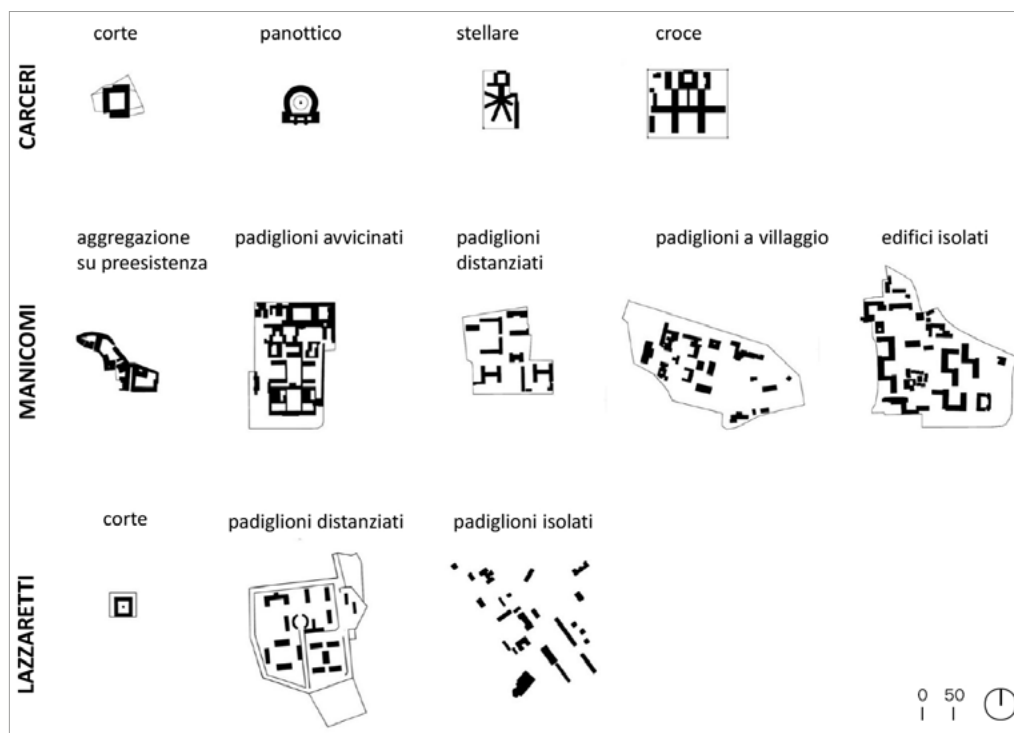 corte
panottico
stellare
croce
CARCERI
aggregazione
su preesistenza
padiglioni avvicinati
padiglioni
distanziati
padiglioni a villaggio
edifici isolati
MANICOMI
corte
padiglioni distanziati
padiglioni isolati
LAZZARETTI
0 50